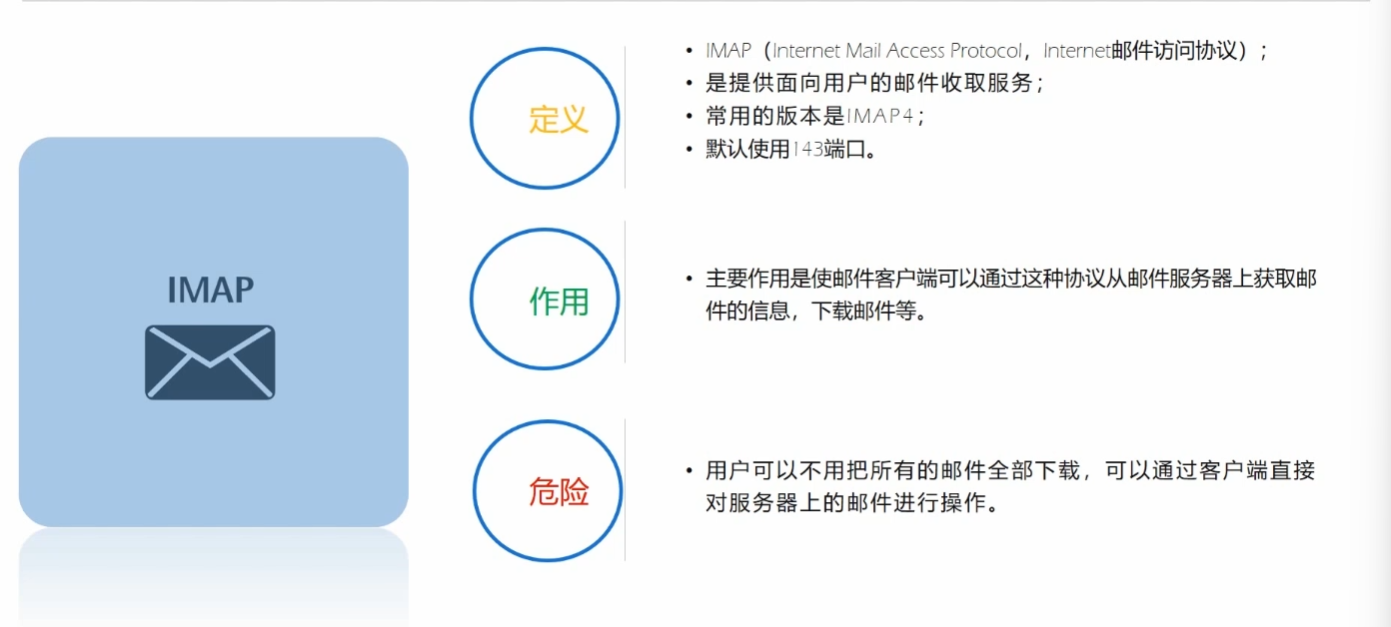 IMAP
定义
• IMAP（Internet Mail Access Protocol，Internet邮件访问协议）；
• 是提供面向用户的邮件收取服务；
• 常用的版本是IMAP4；
• 默认使用143端口。
作用
• 主要作用是使邮件客户端可以通过这种协议从邮件服务器上获取邮
件的信息，下载邮件等。
危险
• 用户可以不用把所有的邮件全部下载，可以通过客户端直接
对服务器上的邮件进行操作。